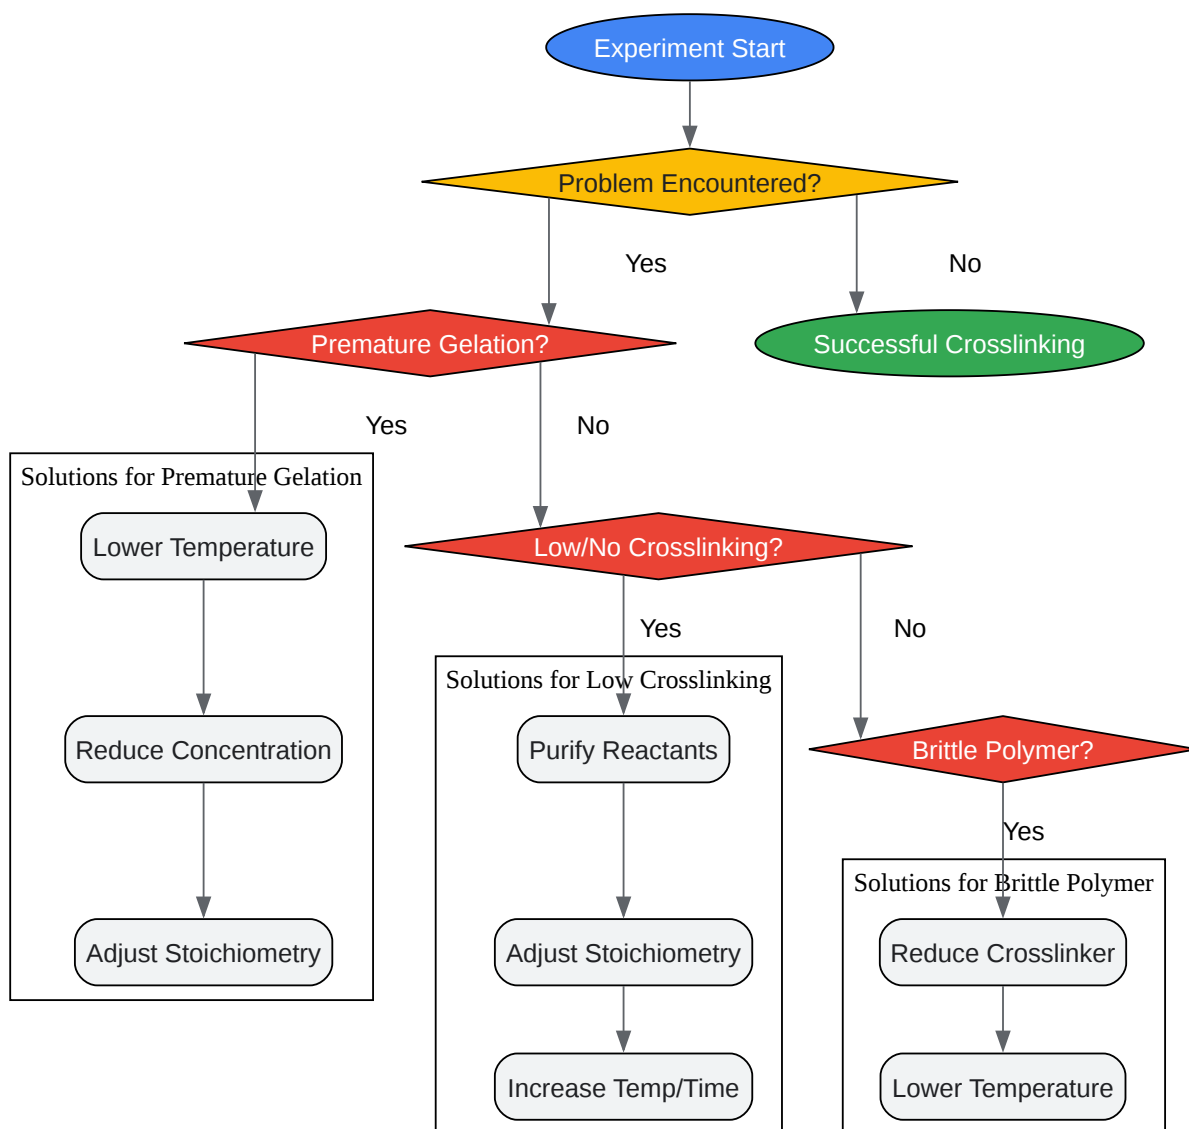 Experiment Start
Problem Encountered?
Yes
No
Premature Gelation?
Successful Crosslinking
Yes
No
Solutions for Premature Gelation
Lower Temperature
Low/No Crosslinking?
Reduce Concentration
Adjust Stoichiometry
Yes
No
Solutions for Low Crosslinking
Purify Reactants
Brittle Polymer?
Adjust Stoichiometry
Increase Temp/Time
Yes
Solutions for Brittle Polymer
Reduce Crosslinker
Lower Temperature